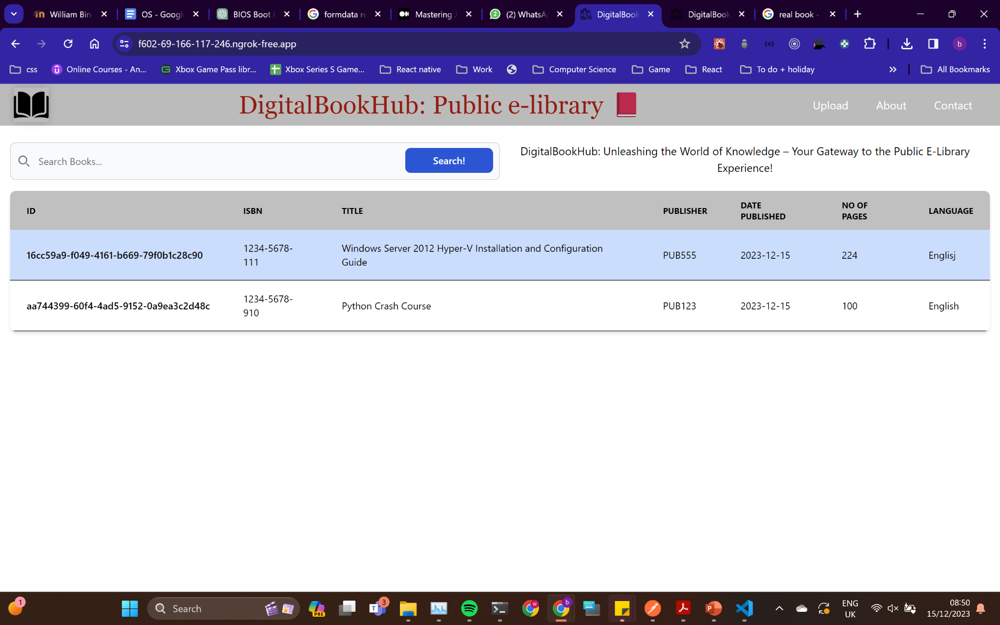 William Bin
OS - Googl
BIOS Boot
formdata re
Mastering
(2) WhatsA
DigitalBook
DigitalBook
real book -
f602-69-166-117-246.ngrok-free.app
b
css
Online Courses - An...
Xbox Game Pass libr...
Xbox Series S Game...
React native
Work
Computer Science
Game
React
To do + holiday
All Bookmarks
DigitalBookHub: Public e-library
Upload
About
Contact
Search Books...
Search!
DigitalBookHub: Unleashing the World of Knowledge – Your Gateway to the Public E-Library
Experience!
ID
ISBN
TITLE
PUBLISHER
DATE
PUBLISHED
NO OF
PAGES
LANGUAGE
16cc59a9-f049-4161-b669-79f0b1c28c90
1234-5678-
111
Windows Server 2012 Hyper-V Installation and Configuration
Guide
PUB555
2023-12-15
224
Englisj
aa744399-60f4-4ad5-9152-0a9ea3c2d48c
1234-5678-
910
Python Crash Course
PUB123
2023-12-15
100
English
1
Search
PRE
3
w
b
ENG
UK
08:50
15/12/2023